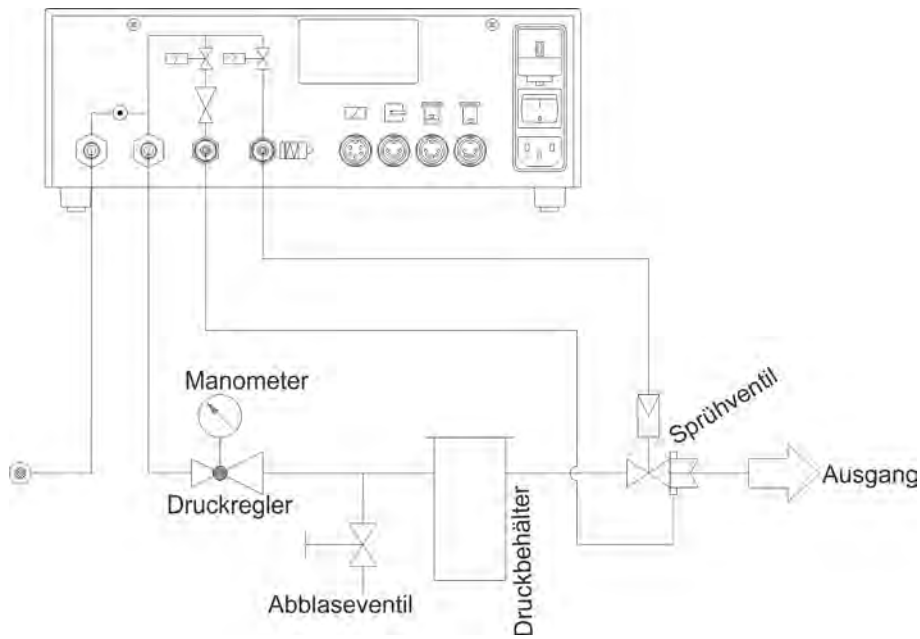 Manometer
Sprühventil
Druckregler
Druckbehälter
Ausgang
Abblaseventil